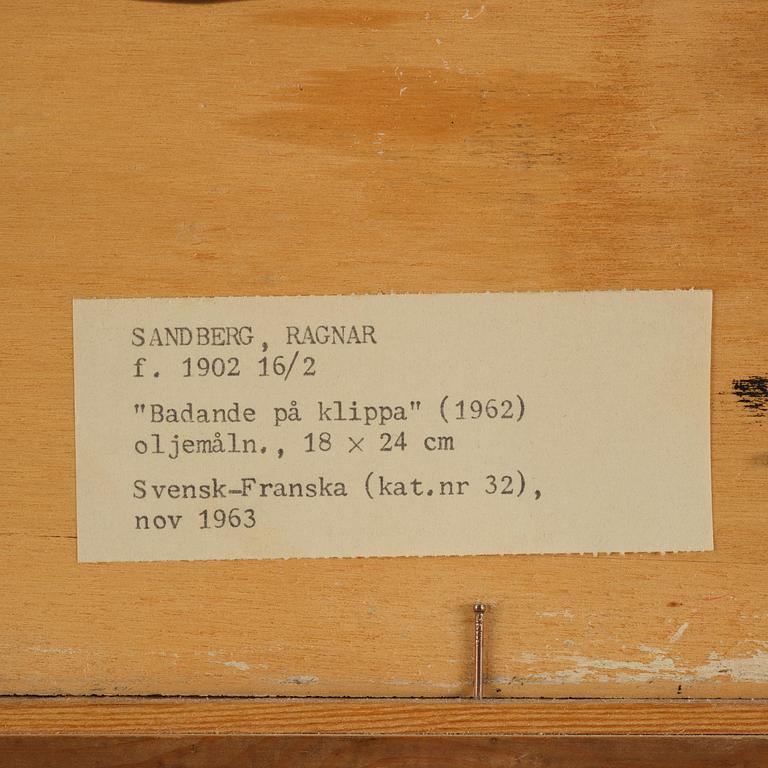 SANDBERG, RAGNAR
f. 1902 16/2
"Badande på klippa" (1962)
oljemåln., 18 × 24 cm
Svensk-Franska (kat.nr 32),
nov 1963